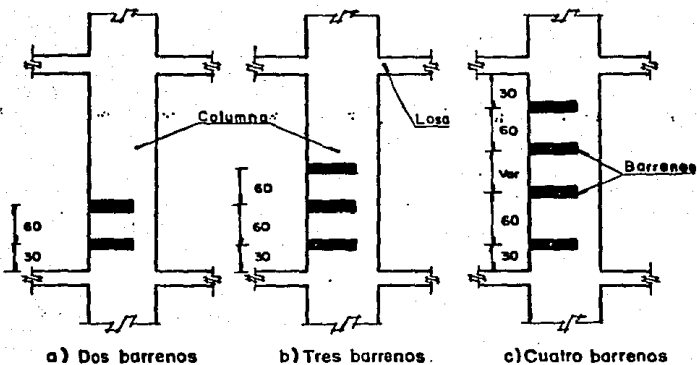 Columna
Losa
Barrenos
60
30
60
60
30
30
60
Var
60
30
a) Dos barrenos
b) Tres barrenos.
c) Cuatro barrenos